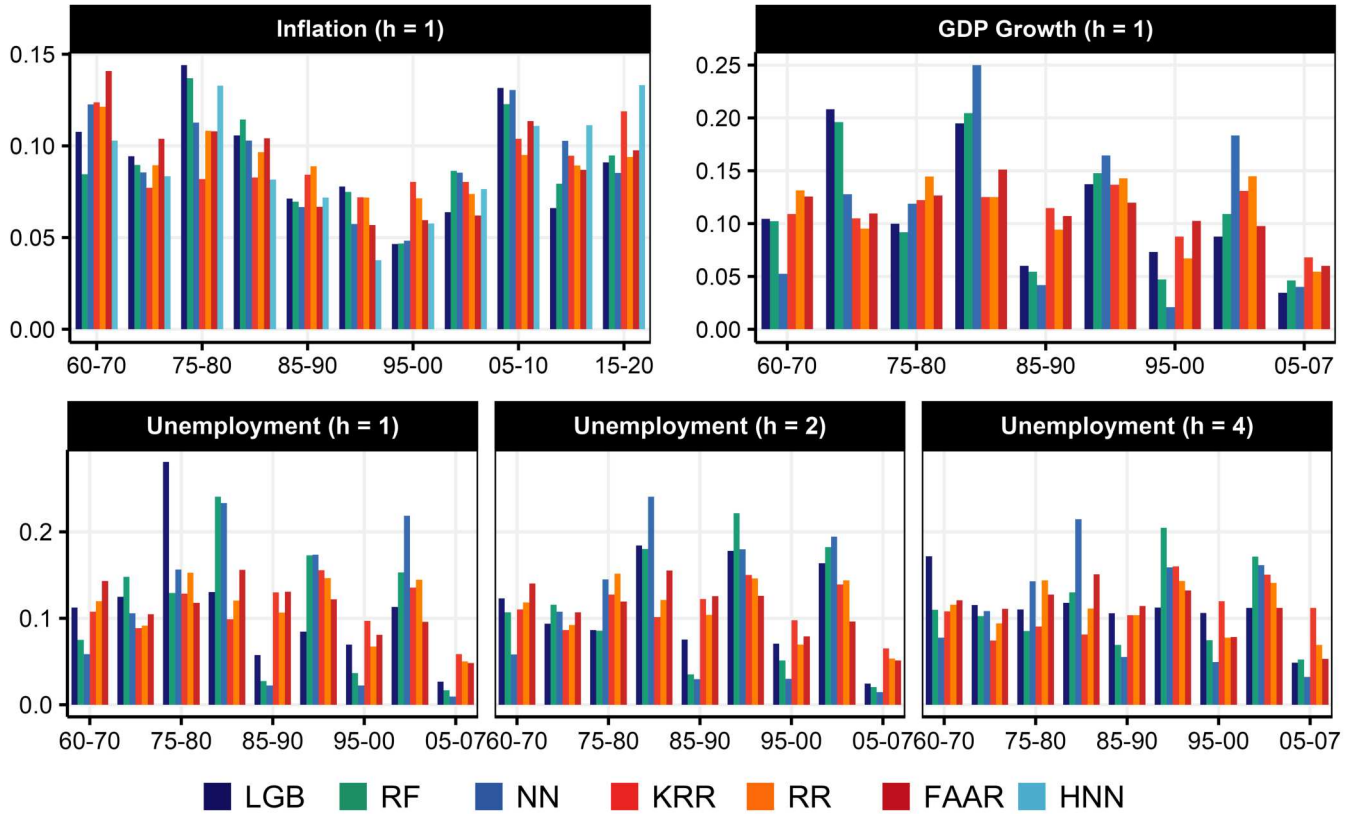 Inflation (h = 1)
GDP Growth (h = 1)
0.15
0.10
0.05
0.00
60-70 75-80 85-90 95-00 05-10 15-20
0.25
0.20
0.15
0.10
0.05
0.00
60-70 75-80 85-90 95-00 05-07
Unemployment (h = 1)
Unemployment (h = 2)
Unemployment (h = 4)
0.2
0.1
0.0
60-70 75-80 85-90 95-00 05-07
60-70 75-80 85-90 95-00 05-07
60-70 75-80 85-90 95-00 05-07
LGB RF NN KRR RR FAAR HNN